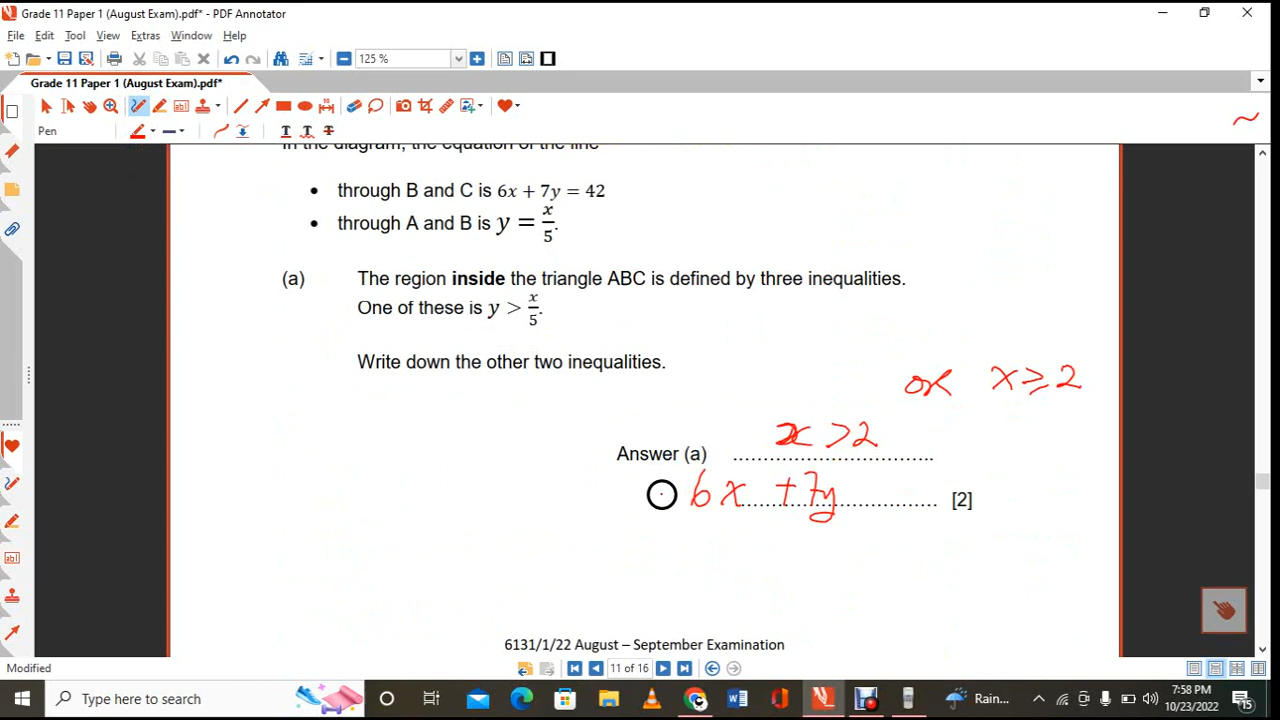 Grade 11 Paper 1 (August Exam).pdf* - PDF Annotator
File Edit Tool View Extras Window Help
125 %
Grade 11 Paper 1 (August Exam).pdf*
Pen
In the diagram, the equation of the line
• through B and C is 6x + 7y = 42
• through A and B is y = x/5.
(a) The region inside the triangle ABC is defined by three inequalities.
One of these is y > x/5.
Write down the other two inequalities.
or x ≥ 2
x > 2
Answer (a) ……………………………..
6x + 7y
…………………………… [2]
6131/1/22 August – September Examination
Modified
11 of 16
Type here to search
Rain...
7:58 PM
10/23/2022
15